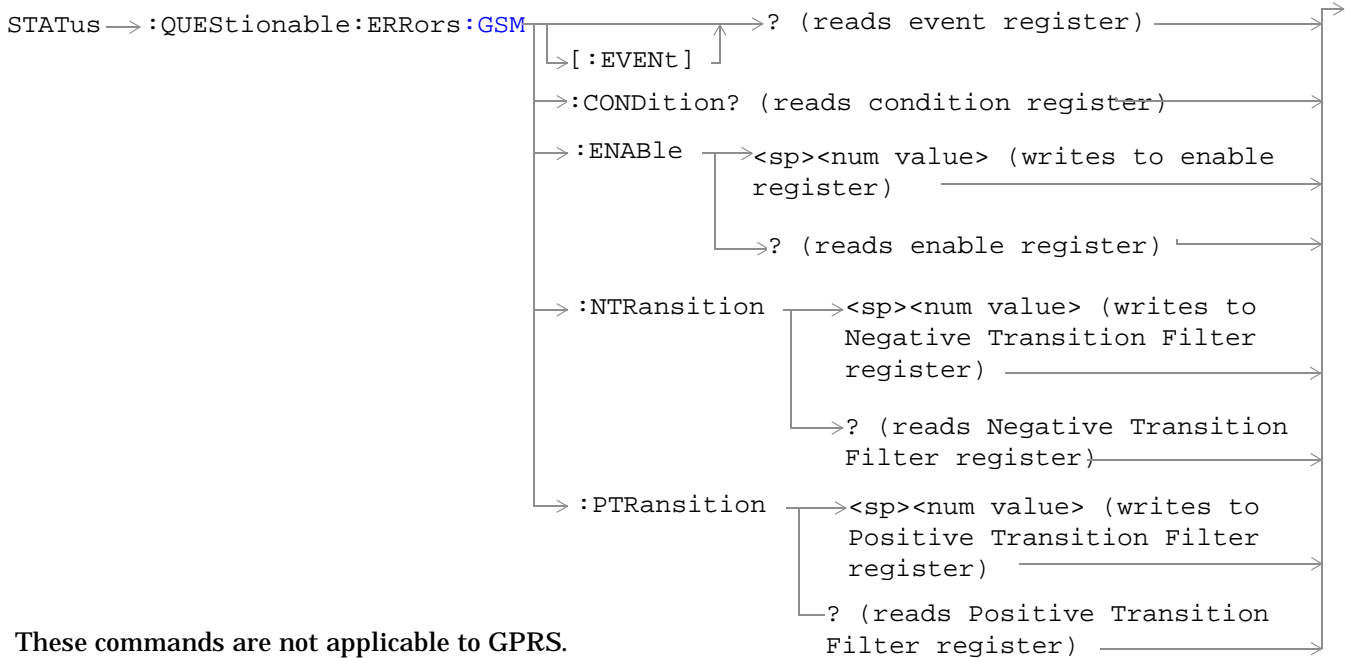 STATus :QUEStionable:ERRors:GSM ? (reads event register)
[:EVENt]
:CONDition? (reads condition register)
:ENABle <sp><num value> (writes to enable
register)
? (reads enable register)
:NTRansition <sp><num value> (writes to
Negative Transition Filter
register)
? (reads Negative Transition
Filter register)
:PTRansition <sp><num value> (writes to
Positive Transition Filter
register)
? (reads Positive Transition
Filter register)
These commands are not applicable to GPRS.